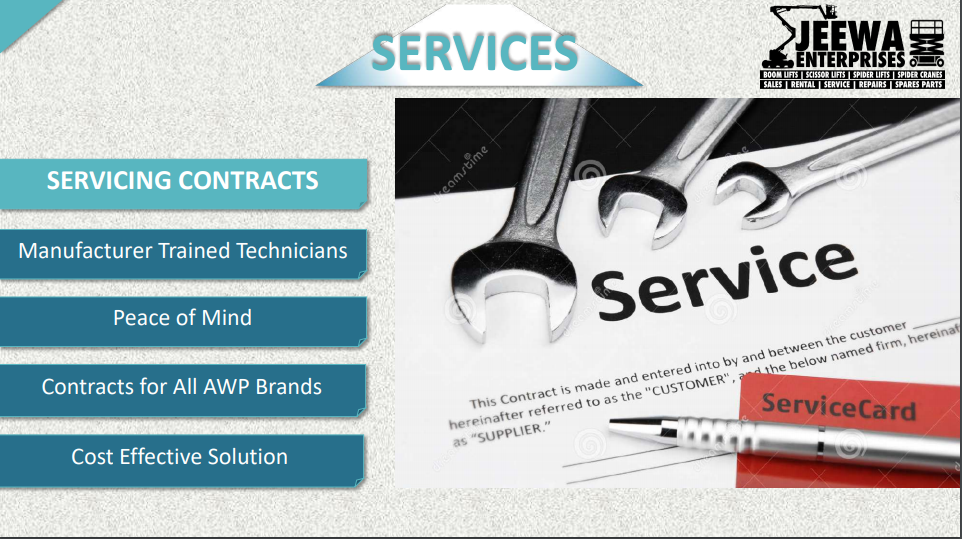 SERVICES
JEEWA
ENTERPRISES
BOOM LIFTS | SCISSOR LIFTS | SPIDER LIFTS | SPIDER CRANES
SALES | RENTAL | SERVICE | REPAIRS | SPARES PARTS
SERVICING CONTRACTS
Manufacturer Trained Technicians
Peace of Mind
Contracts for All AWP Brands
Cost Effective Solution
Service
This Contract is made and entered into by and between the customer
hereinafter referred to as the "CUSTOMER", and the below named firm, hereinaf
as "SUPPLIER."
ServiceCard
dreamstime